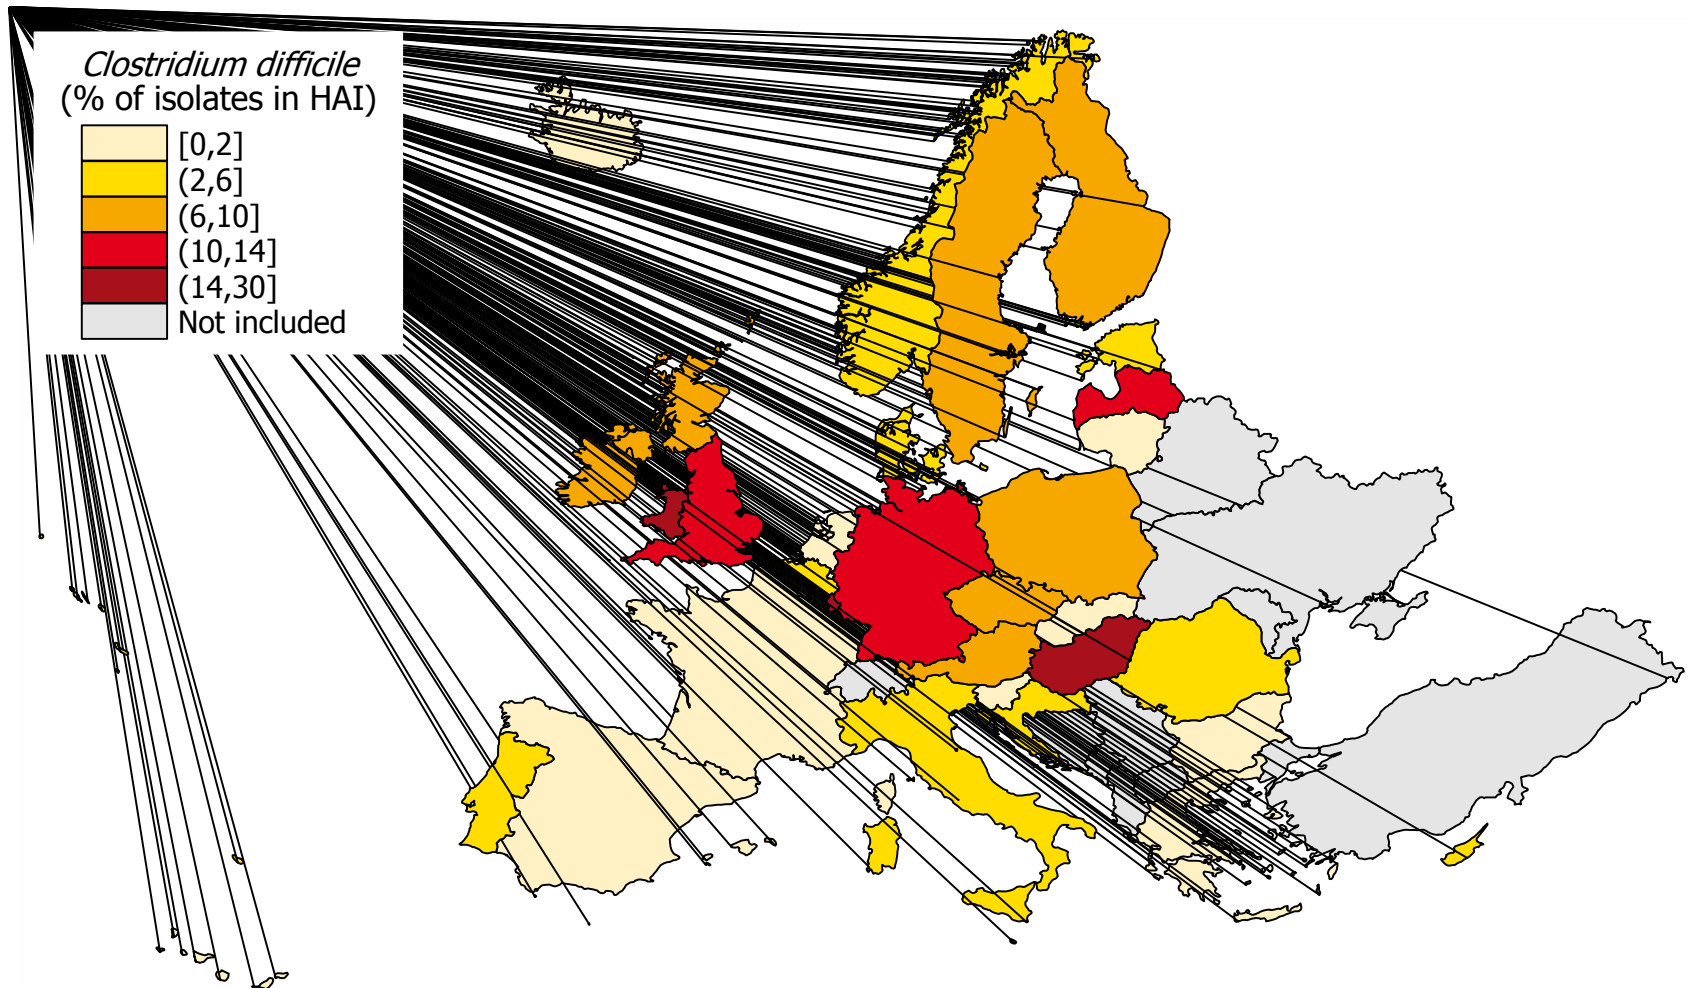 Clostridium difficile
(% of isolates in HAI)
[0,2]
(2,6]
(6,10]
(10,14]
(14,30]
Not included